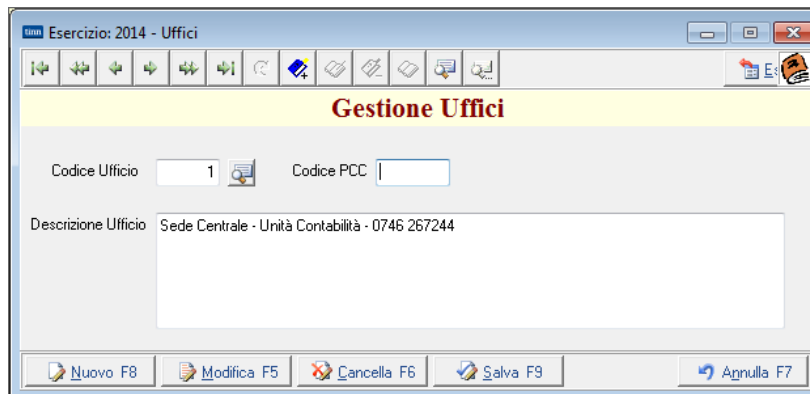 tinn Esercizio: 2014 - Uffici
Gestione Uffici
Codice Ufficio 1 Codice PCC
Descrizione Ufficio Sede Centrale - Unità Contabilità - 0746 267244
Nuovo F8 Modifica F5 Cancella F6 Salva F9 Annulla F7